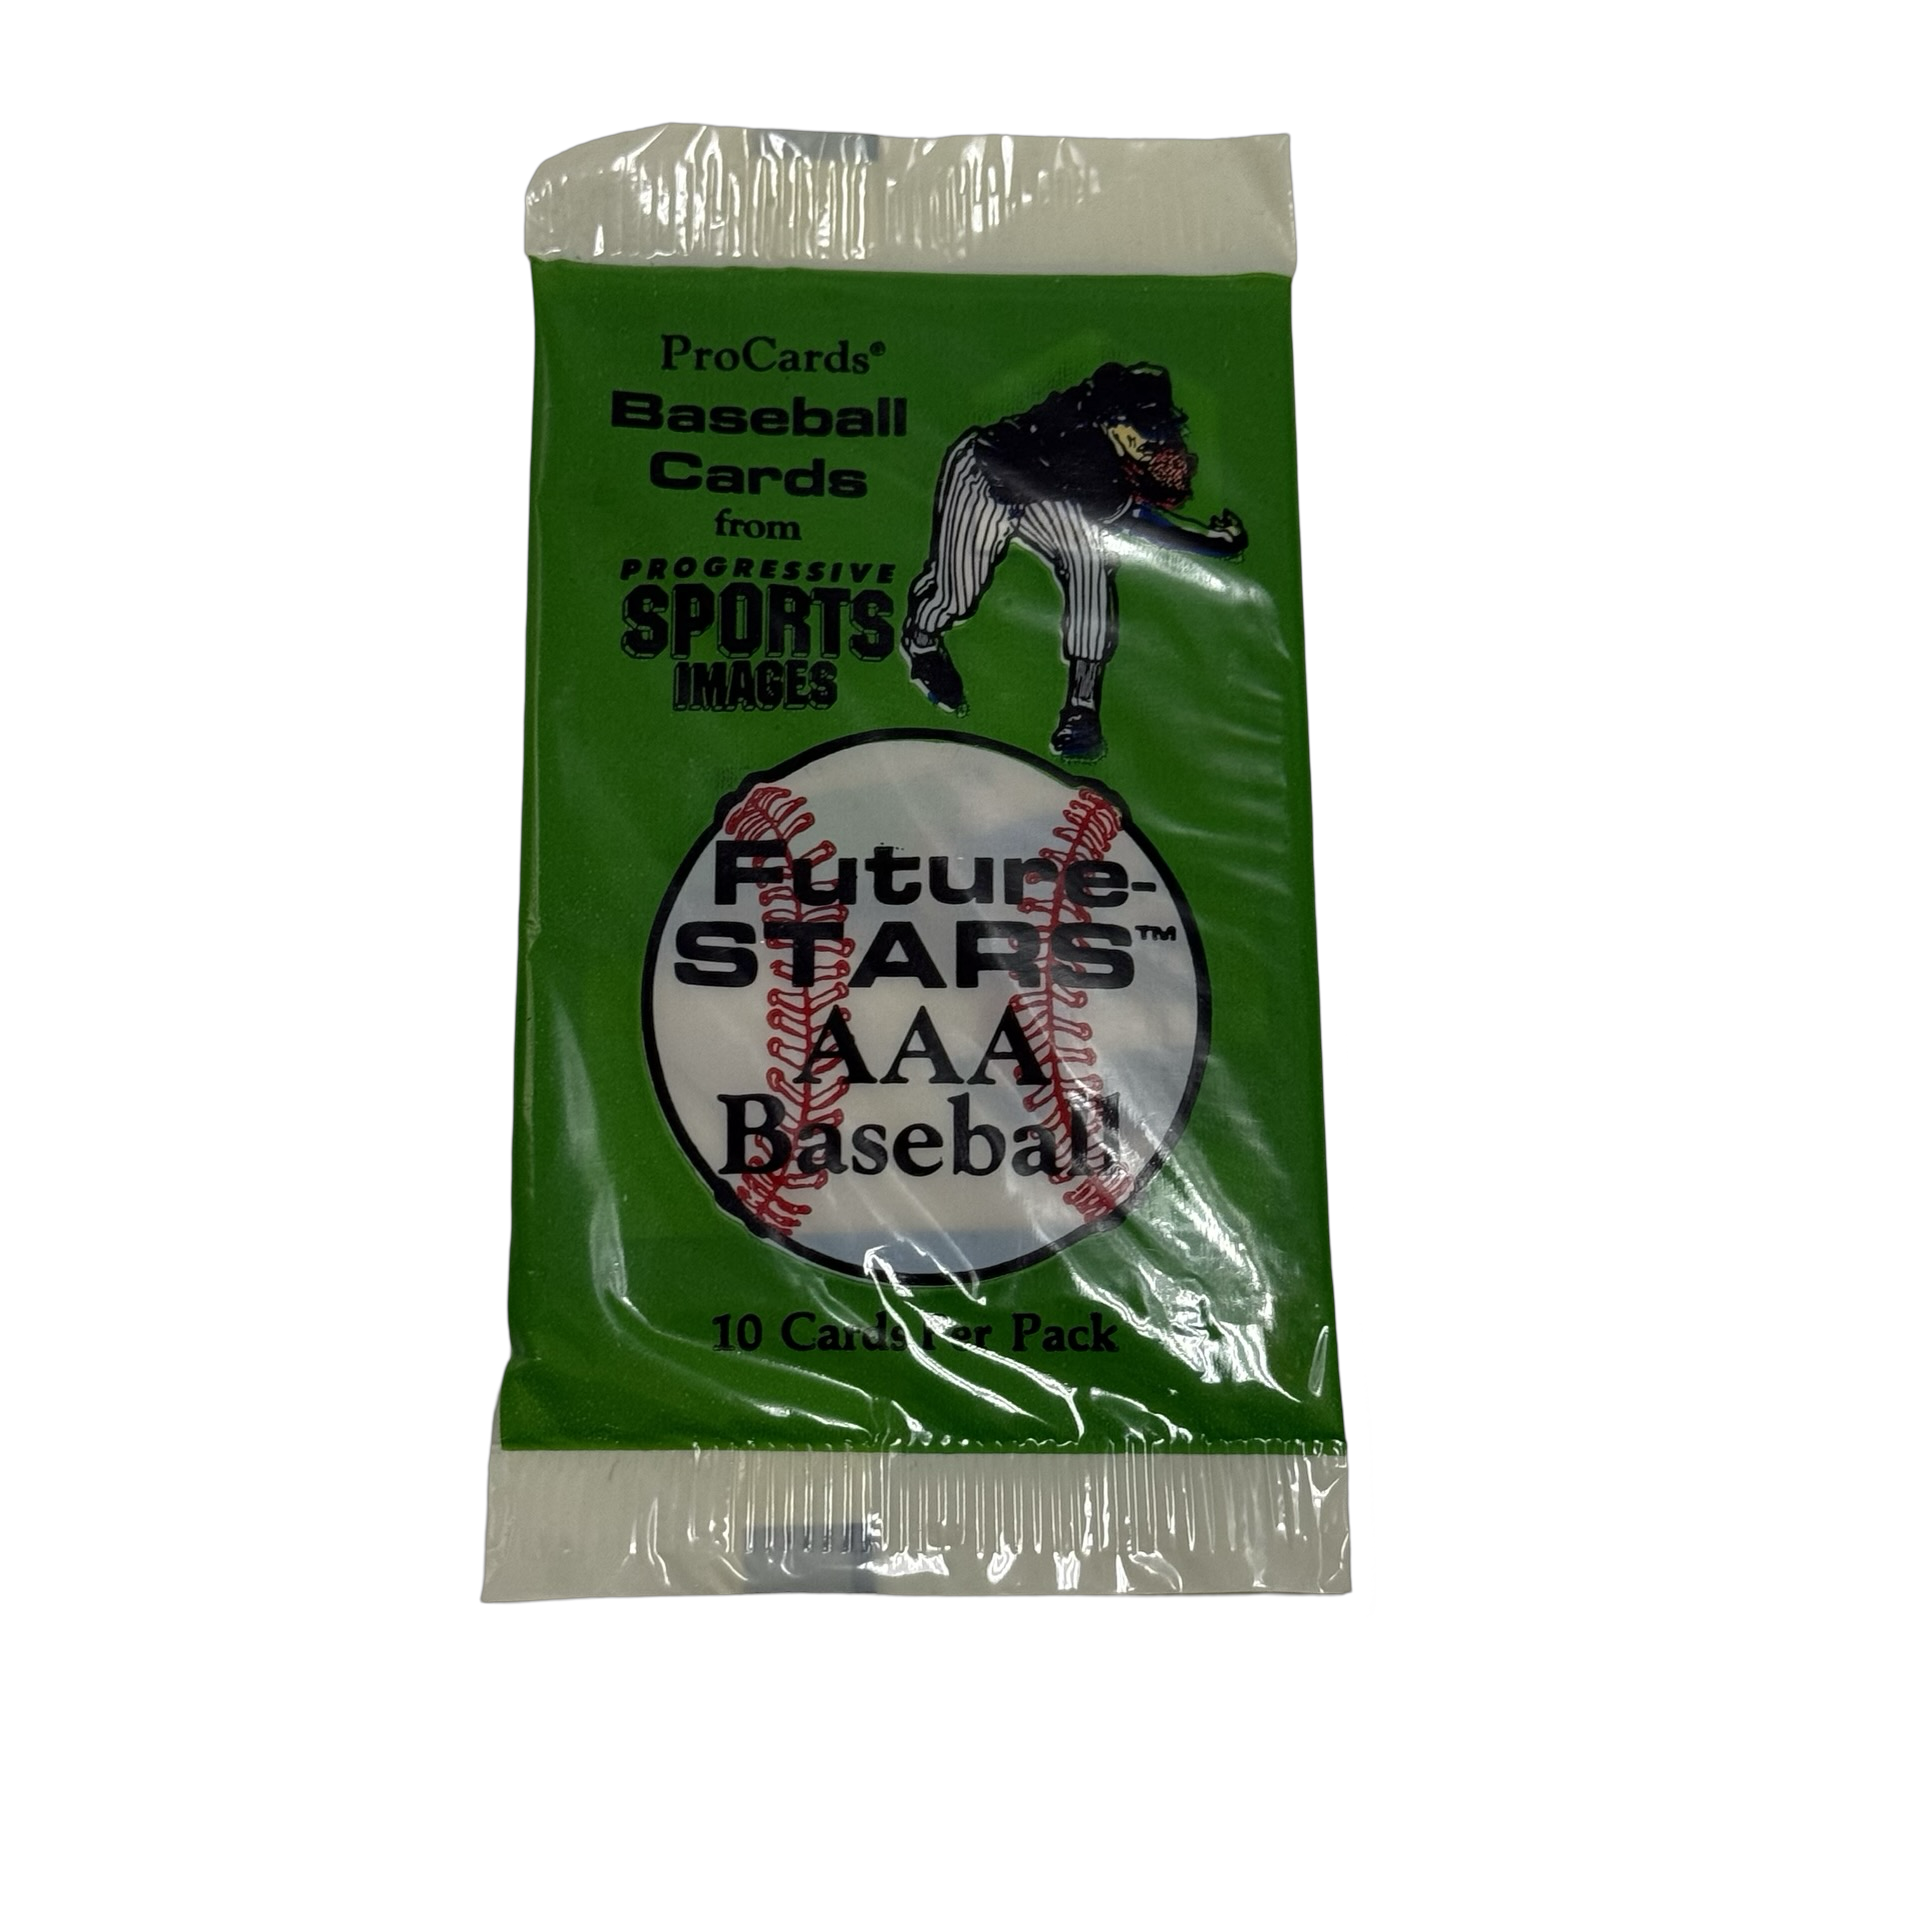 ProCards®
Baseball
Cards
from
PROGRESSIVE
SPORTS
IMAGES
Future-
STARS™
AAA
Baseball
10 Cards Per Pack